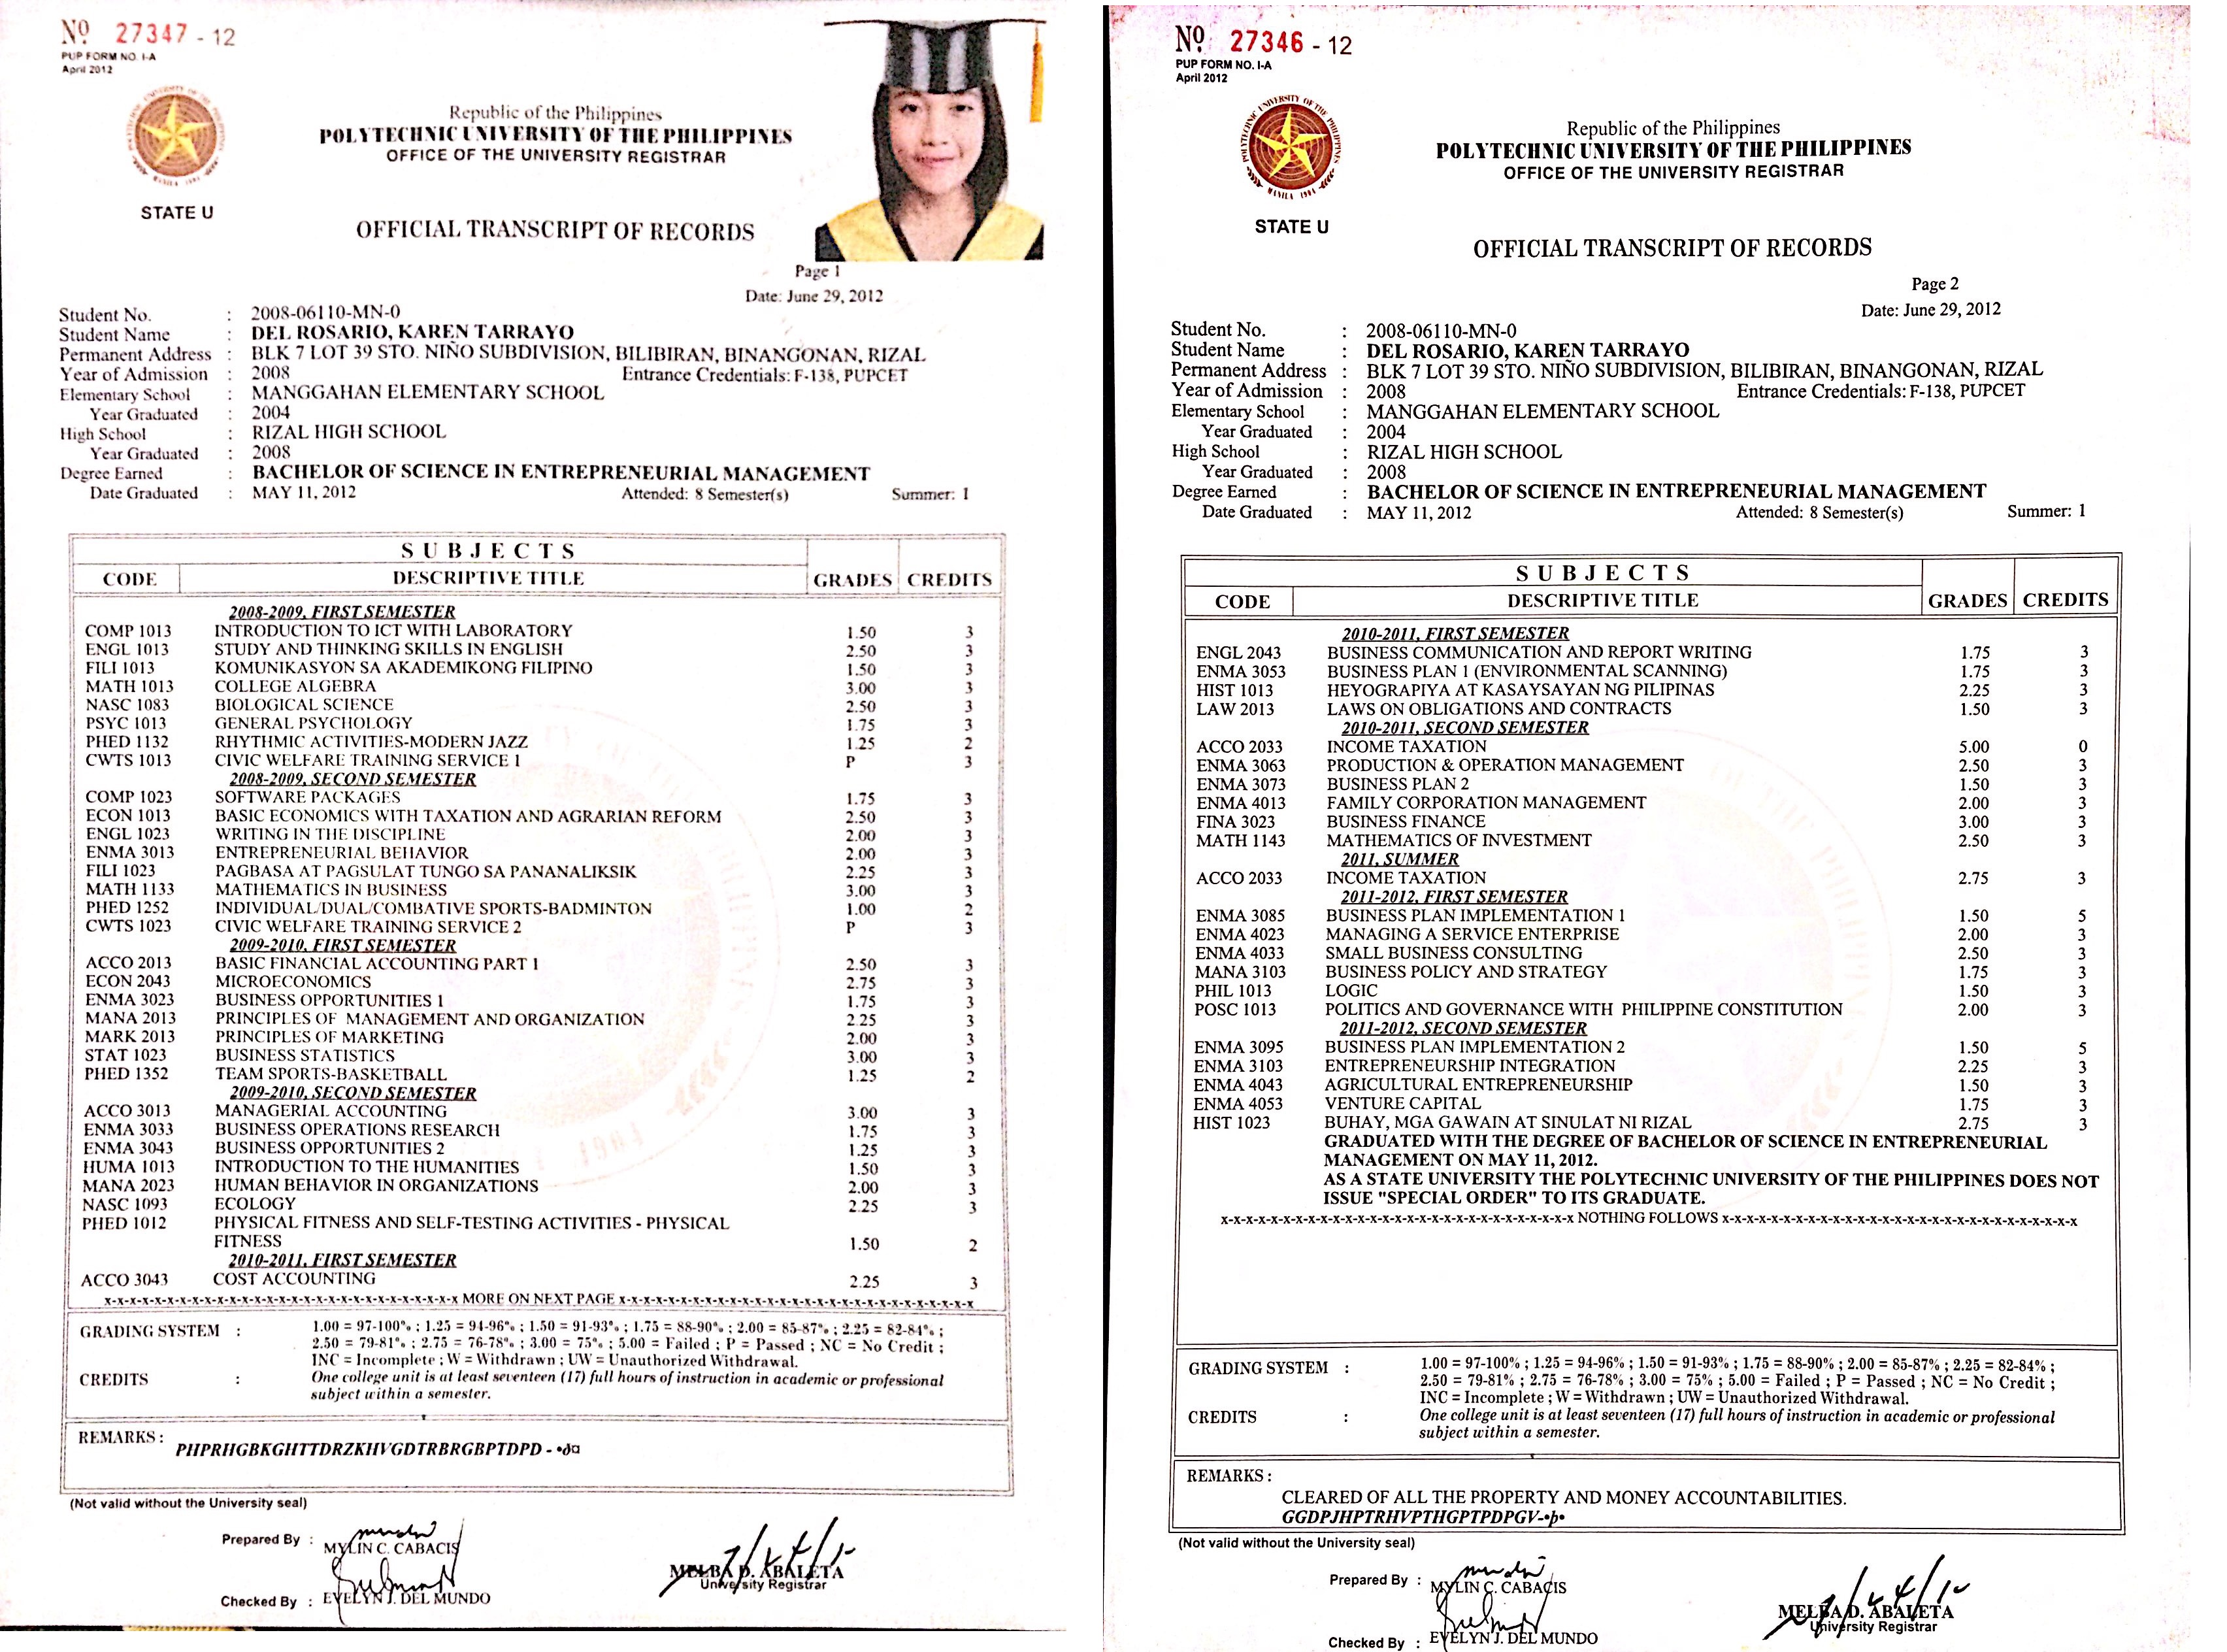 Nº 27347 - 12
PUP FORM NO. I-A
April 2012
STATE U
Republic of the Philippines
POLYTECHNIC UNIVERSITY OF THE PHILIPPINES
OFFICE OF THE UNIVERSITY REGISTRAR
OFFICIAL TRANSCRIPT OF RECORDS
Page 1
Date: June 29, 2012
Student No. : 2008-06110-MN-0
Student Name : DEL ROSARIO, KAREN TARRAYO
Permanent Address : BLK 7 LOT 39 STO. NIÑO SUBDIVISION, BILIBIRAN, BINANGONAN, RIZAL
Year of Admission : 2008 Entrance Credentials: F-138, PUPCET
Elementary School : MANGGAHAN ELEMENTARY SCHOOL
Year Graduated : 2004
High School : RIZAL HIGH SCHOOL
Year Graduated : 2008
Degree Earned : BACHELOR OF SCIENCE IN ENTREPRENEURIAL MANAGEMENT
Date Graduated : MAY 11, 2012 Attended: 8 Semester(s) Summer: 1
SUBJECTS
CODE DESCRIPTIVE TITLE GRADES CREDITS
2008-2009, FIRST SEMESTER
COMP 1013 INTRODUCTION TO ICT WITH LABORATORY 1.50 3
ENGL 1013 STUDY AND THINKING SKILLS IN ENGLISH 2.50 3
FILI 1013 KOMUNIKASYON SA AKADEMIKONG FILIPINO 1.50 3
MATH 1013 COLLEGE ALGEBRA 3.00 3
NASC 1083 BIOLOGICAL SCIENCE 2.50 3
PSYC 1013 GENERAL PSYCHOLOGY 1.75 3
PHED 1132 RHYTHMIC ACTIVITIES-MODERN JAZZ 1.25 2
CWTS 1013 CIVIC WELFARE TRAINING SERVICE 1 P 3
2008-2009, SECOND SEMESTER
COMP 1023 SOFTWARE PACKAGES 1.75 3
ECON 1013 BASIC ECONOMICS WITH TAXATION AND AGRARIAN REFORM 2.50 3
ENGL 1023 WRITING IN THE DISCIPLINE 2.00 3
ENMA 3013 ENTREPRENEURIAL BEHAVIOR 2.00 3
FILI 1023 PAGBASA AT PAGSULAT TUNGO SA PANANALIKSIK 2.25 3
MATH 1133 MATHEMATICS IN BUSINESS 3.00 3
PHED 1252 INDIVIDUAL/DUAL/COMBATIVE SPORTS-BADMINTON 1.00 2
CWTS 1023 CIVIC WELFARE TRAINING SERVICE 2 P 3
2009-2010, FIRST SEMESTER
ACCO 2013 BASIC FINANCIAL ACCOUNTING PART 1 2.50 3
ECON 2043 MICROECONOMICS 2.75 3
ENMA 3023 BUSINESS OPPORTUNITIES 1 1.75 3
MANA 2013 PRINCIPLES OF MANAGEMENT AND ORGANIZATION 2.25 3
MARK 2013 PRINCIPLES OF MARKETING 2.00 3
STAT 1023 BUSINESS STATISTICS 3.00 3
PHED 1352 TEAM SPORTS-BASKETBALL 1.25 2
2009-2010, SECOND SEMESTER
ACCO 3013 MANAGERIAL ACCOUNTING 3.00 3
ENMA 3033 BUSINESS OPERATIONS RESEARCH 1.75 3
ENMA 3043 BUSINESS OPPORTUNITIES 2 1.25 3
HUMA 1013 INTRODUCTION TO THE HUMANITIES 1.50 3
MANA 2023 HUMAN BEHAVIOR IN ORGANIZATIONS 2.00 3
NASC 1093 ECOLOGY 2.25 3
PHED 1012 PHYSICAL FITNESS AND SELF-TESTING ACTIVITIES - PHYSICAL
FITNESS 1.50 2
2010-2011, FIRST SEMESTER
ACCO 3043 COST ACCOUNTING 2.25 3
x-x-x-x-x-x-x-x-x-x-x-x-x-x-x-x-x-x-x-x-x-x-x-x-x-x-x-x-x MORE ON NEXT PAGE x-x-x-x-x-x-x-x-x-x-x-x-x-x-x-x-x-x-x-x-x-x-x-x-x-x-x-x-x
GRADING SYSTEM : 1.00 = 97-100% ; 1.25 = 94-96% ; 1.50 = 91-93% ; 1.75 = 88-90% ; 2.00 = 85-87% ; 2.25 = 82-84% ;
2.50 = 79-81% ; 2.75 = 76-78% ; 3.00 = 75% ; 5.00 = Failed ; P = Passed ; NC = No Credit ;
INC = Incomplete ; W = Withdrawn ; UW = Unauthorized Withdrawal.
CREDITS : One college unit is at least seventeen (17) full hours of instruction in academic or professional
subject within a semester.
REMARKS :
PHPRHGBKGHTTDRZKHVGDTRBRGBPTDPD -
(Not valid without the University seal)
Prepared By : MYLIN C. CABACIS
Checked By : EVELYN J. DEL MUNDO
MELBA D. ABALETA
University Registrar
Nº 27346 - 12
PUP FORM NO. I-A
April 2012
POLYTECHNIC UNIVERSITY OF THE PHILIPPINES
MANILA 1904
STATE U
Republic of the Philippines
POLYTECHNIC UNIVERSITY OF THE PHILIPPINES
OFFICE OF THE UNIVERSITY REGISTRAR
OFFICIAL TRANSCRIPT OF RECORDS
Page 2
Date: June 29, 2012
Student No. : 2008-06110-MN-0
Student Name : DEL ROSARIO, KAREN TARRAYO
Permanent Address : BLK 7 LOT 39 STO. NIÑO SUBDIVISION, BILIBIRAN, BINANGONAN, RIZAL
Year of Admission : 2008 Entrance Credentials: F-138, PUPCET
Elementary School : MANGGAHAN ELEMENTARY SCHOOL
Year Graduated : 2004
High School : RIZAL HIGH SCHOOL
Year Graduated : 2008
Degree Earned : BACHELOR OF SCIENCE IN ENTREPRENEURIAL MANAGEMENT
Date Graduated : MAY 11, 2012 Attended: 8 Semester(s) Summer: 1
SUBJECTS
CODE DESCRIPTIVE TITLE GRADES CREDITS
2010-2011, FIRST SEMESTER
ENGL 2043 BUSINESS COMMUNICATION AND REPORT WRITING 1.75 3
ENMA 3053 BUSINESS PLAN 1 (ENVIRONMENTAL SCANNING) 1.75 3
HIST 1013 HEYOGRAPIYA AT KASAYSAYAN NG PILIPINAS 2.25 3
LAW 2013 LAWS ON OBLIGATIONS AND CONTRACTS 1.50 3
2010-2011, SECOND SEMESTER
ACCO 2033 INCOME TAXATION 5.00 0
ENMA 3063 PRODUCTION & OPERATION MANAGEMENT 2.50 3
ENMA 3073 BUSINESS PLAN 2 1.50 3
ENMA 4013 FAMILY CORPORATION MANAGEMENT 2.00 3
FINA 3023 BUSINESS FINANCE 3.00 3
MATH 1143 MATHEMATICS OF INVESTMENT 2.50 3
2011, SUMMER
ACCO 2033 INCOME TAXATION 2.75 3
2011-2012, FIRST SEMESTER
ENMA 3085 BUSINESS PLAN IMPLEMENTATION 1 1.50 5
ENMA 4023 MANAGING A SERVICE ENTERPRISE 2.00 3
ENMA 4033 SMALL BUSINESS CONSULTING 2.50 3
MANA 3103 BUSINESS POLICY AND STRATEGY 1.75 3
PHIL 1013 LOGIC 1.50 3
POSC 1013 POLITICS AND GOVERNANCE WITH PHILIPPINE CONSTITUTION 2.00 3
2011-2012, SECOND SEMESTER
ENMA 3095 BUSINESS PLAN IMPLEMENTATION 2 1.50 5
ENMA 3103 ENTREPRENEURSHIP INTEGRATION 2.25 3
ENMA 4043 AGRICULTURAL ENTREPRENEURSHIP 1.50 3
ENMA 4053 VENTURE CAPITAL 1.75 3
HIST 1023 BUHAY, MGA GAWAIN AT SINULAT NI RIZAL 2.75 3
GRADUATED WITH THE DEGREE OF BACHELOR OF SCIENCE IN ENTREPRENEURIAL
MANAGEMENT ON MAY 11, 2012.
AS A STATE UNIVERSITY THE POLYTECHNIC UNIVERSITY OF THE PHILIPPINES DOES NOT
ISSUE "SPECIAL ORDER" TO ITS GRADUATE.
x-x-x-x-x-x-x-x-x-x-x-x-x-x-x-x-x-x-x-x-x-x-x-x-x-x-x-x-x NOTHING FOLLOWS x-x-x-x-x-x-x-x-x-x-x-x-x-x-x-x-x-x-x-x-x-x-x-x-x-x-x-x-x
GRADING SYSTEM : 1.00 = 97-100% ; 1.25 = 94-96% ; 1.50 = 91-93% ; 1.75 = 88-90% ; 2.00 = 85-87% ; 2.25 = 82-84% ;
2.50 = 79-81% ; 2.75 = 76-78% ; 3.00 = 75% ; 5.00 = Failed ; P = Passed ; NC = No Credit ;
INC = Incomplete ; W = Withdrawn ; UW = Unauthorized Withdrawal.
CREDITS : One college unit is at least seventeen (17) full hours of instruction in academic or professional
subject within a semester.
REMARKS :
CLEARED OF ALL THE PROPERTY AND MONEY ACCOUNTABILITIES.
GGDPJHPTRHVPTHGPTPDPGV-•þ•
(Not valid without the University seal)
Prepared By : MYLIN C. CABACIS
Checked By : EVELYN J. DEL MUNDO
MELBA D. ABALETA
University Registrar